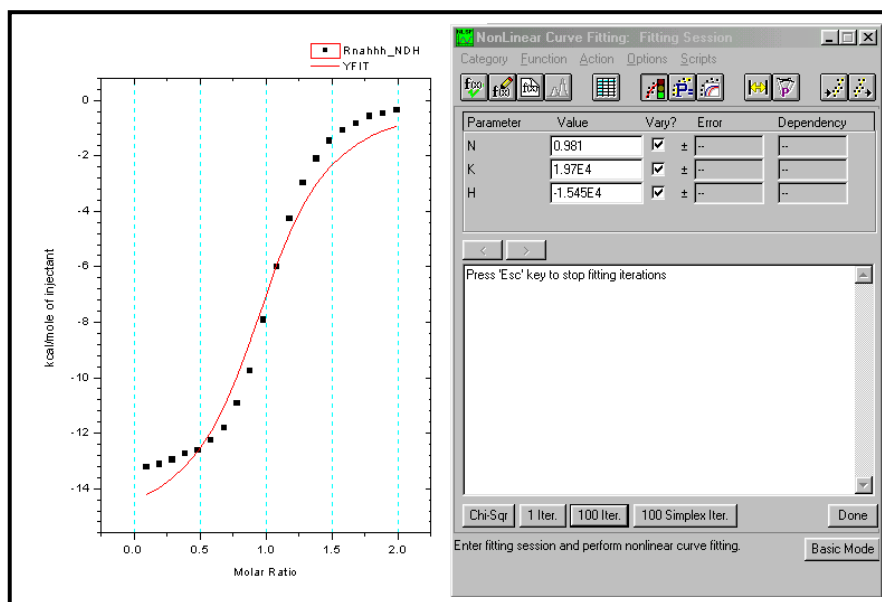 Rnahhh_NDH
YFIT
0
-2
-4
-6
-8
-10
-12
-14
kcal/mole of injectant
0.0 0.5 1.0 1.5 2.0
Molar Ratio
NLSF
NonLinear Curve Fitting: Fitting Session
Category Function Action Options Scripts
Parameter Value Vary? Error Dependency
N 0.981 ± -- --
K 1.97E4 ± -- --
H -1.545E4 ± -- --
< >
Press 'Esc' key to stop fitting iterations
Chi-Sqr 1 Iter. 100 Iter. 100 Simplex Iter. Done
Enter fitting session and perform nonlinear curve fitting. Basic Mode